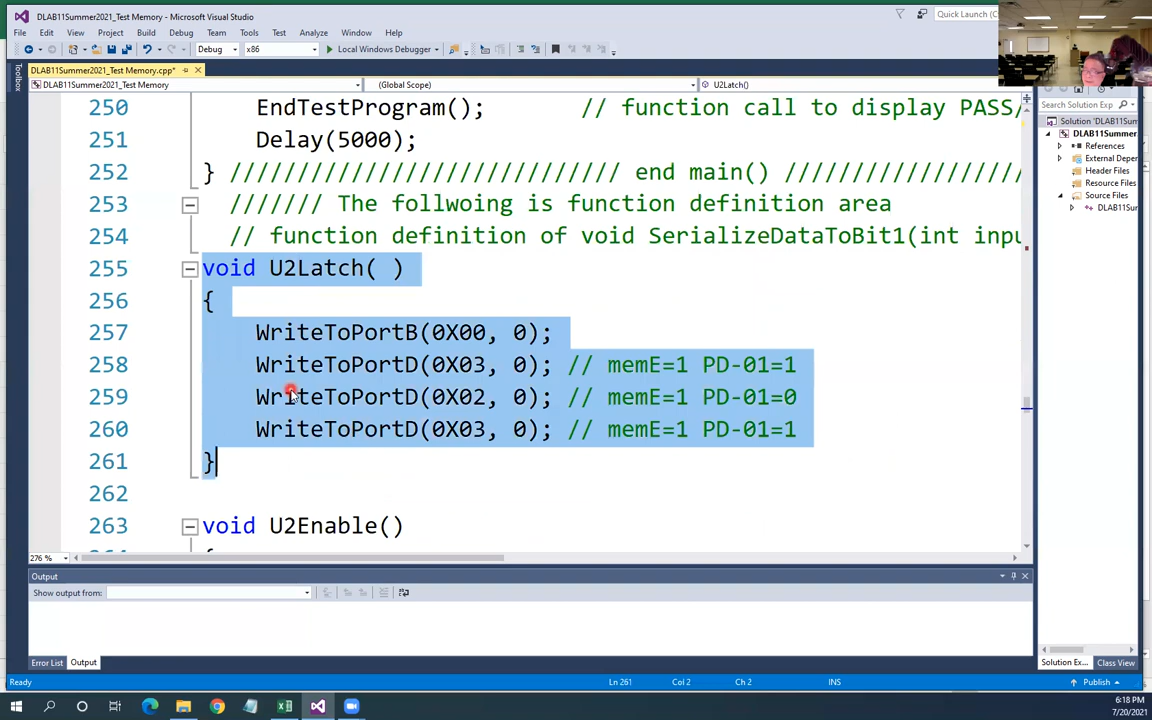 DLAB11Summer2021_Test Memory - Microsoft Visual Studio
Quick Launch (C
File Edit View Project Build Debug Team Tools Test Analyze Window Help
Debug x86 Local Windows Debugger
DLAB11Summer2021_Test Memory.cpp*
DLAB11Summer2021_Test Memory (Global Scope) U2Latch()
Toolbox
250 EndTestProgram(); // function call to display PASS/
251 Delay(5000);
252 } ///////////////////////////// end main() //////////////////
253 /////// The follwoing is function definition area
254 // function definition of void SerializeDataToBit1(int inpu
255 void U2Latch( )
256 {
257 WriteToPortB(0X00, 0);
258 WriteToPortD(0X03, 0); // memE=1 PD-01=1
259 WriteToPortD(0X02, 0); // memE=1 PD-01=0
260 WriteToPortD(0X03, 0); // memE=1 PD-01=1
261 }
262
263 void U2Enable()
276 %
Search Solution Exp
Solution 'DLAB11Sum
DLAB11Summer
References
External Depe
Header Files
Resource Files
Source Files
DLAB11Sur
Output
Show output from:
Error List Output
Solution Ex... Class View
Ready Ln 261 Col 2 Ch 2 INS Publish
6:18 PM
7/20/2021